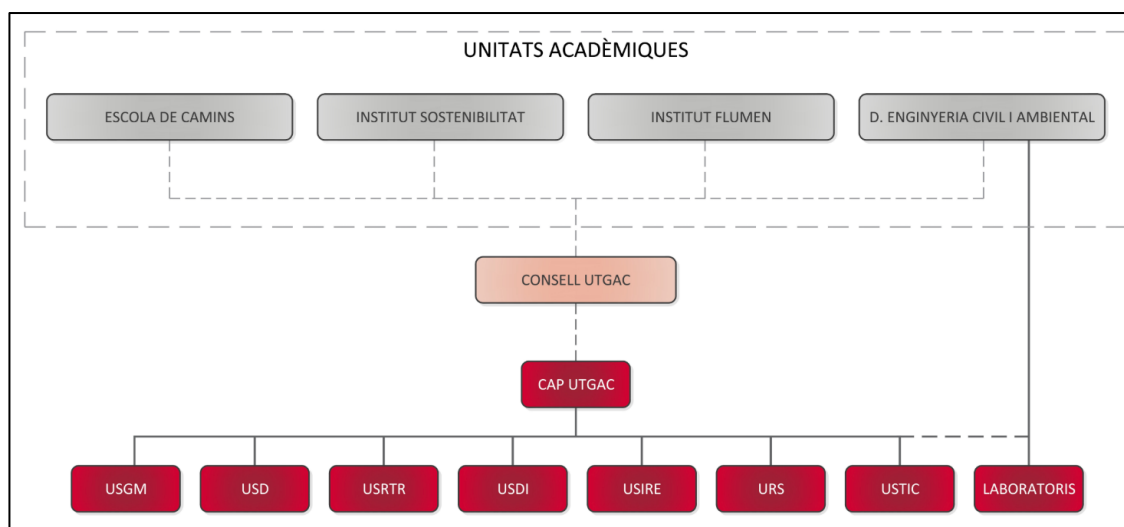 UNITATS ACADÈMIQUES
ESCOLA DE CAMINS
INSTITUT SOSTENIBILITAT
INSTITUT FLUMEN
D. ENGINYERIA CIVIL I AMBIENTAL
CONSELL UTGAC
CAP UTGAC
USGM
USD
USRTR
USDI
USIRE
URS
USTIC
LABORATORIS